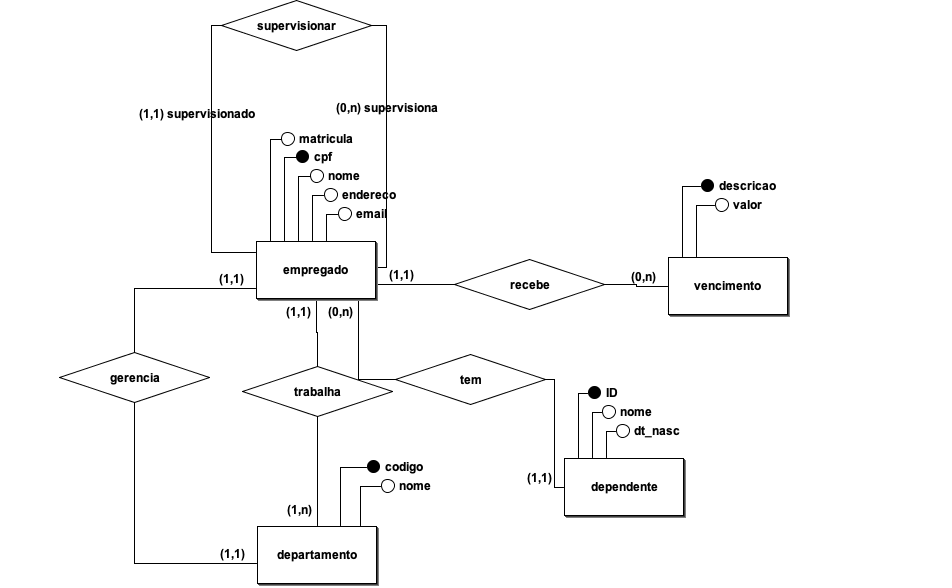 supervisionar
(1,1) supervisionado
(0,n) supervisiona
matricula
cpf
nome
endereco
email
empregado
descricao
valor
vencimento
(1,1)
recebe
(0,n)
(1,1)
(1,1)
(0,n)
gerencia
trabalha
tem
ID
nome
dt_nasc
dependente
(1,1)
codigo
nome
(1,n)
departamento
(1,1)